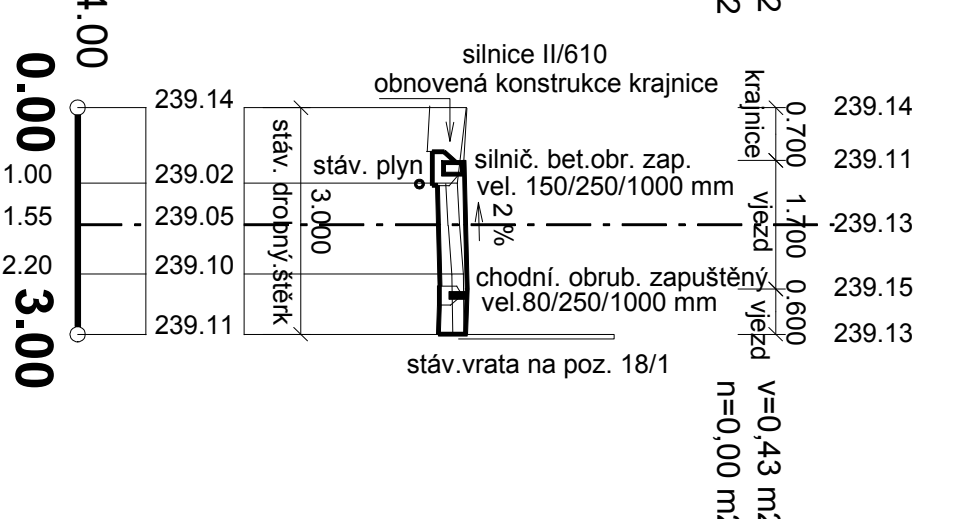 4.00
2
2
silnice II/610
obnovená konstrukce krajnice
0.00
1.00
1.55
2.20
3.00
239.14
239.02
239.05
239.10
239.11
stáv. drobný.štěrk
3.000
stáv. plyn
silnič. bet.obr. zap.
vel. 150/250/1000 mm
2 %
chodní. obrub. zapuštěný
vel.80/250/1000 mm
stáv.vrata na poz. 18/1
krajnice
vjezd
vjezd
0.700
1.700
0.600
239.14
239.11
239.13
239.15
239.13
v=0,43 m2
n=0,00 m2